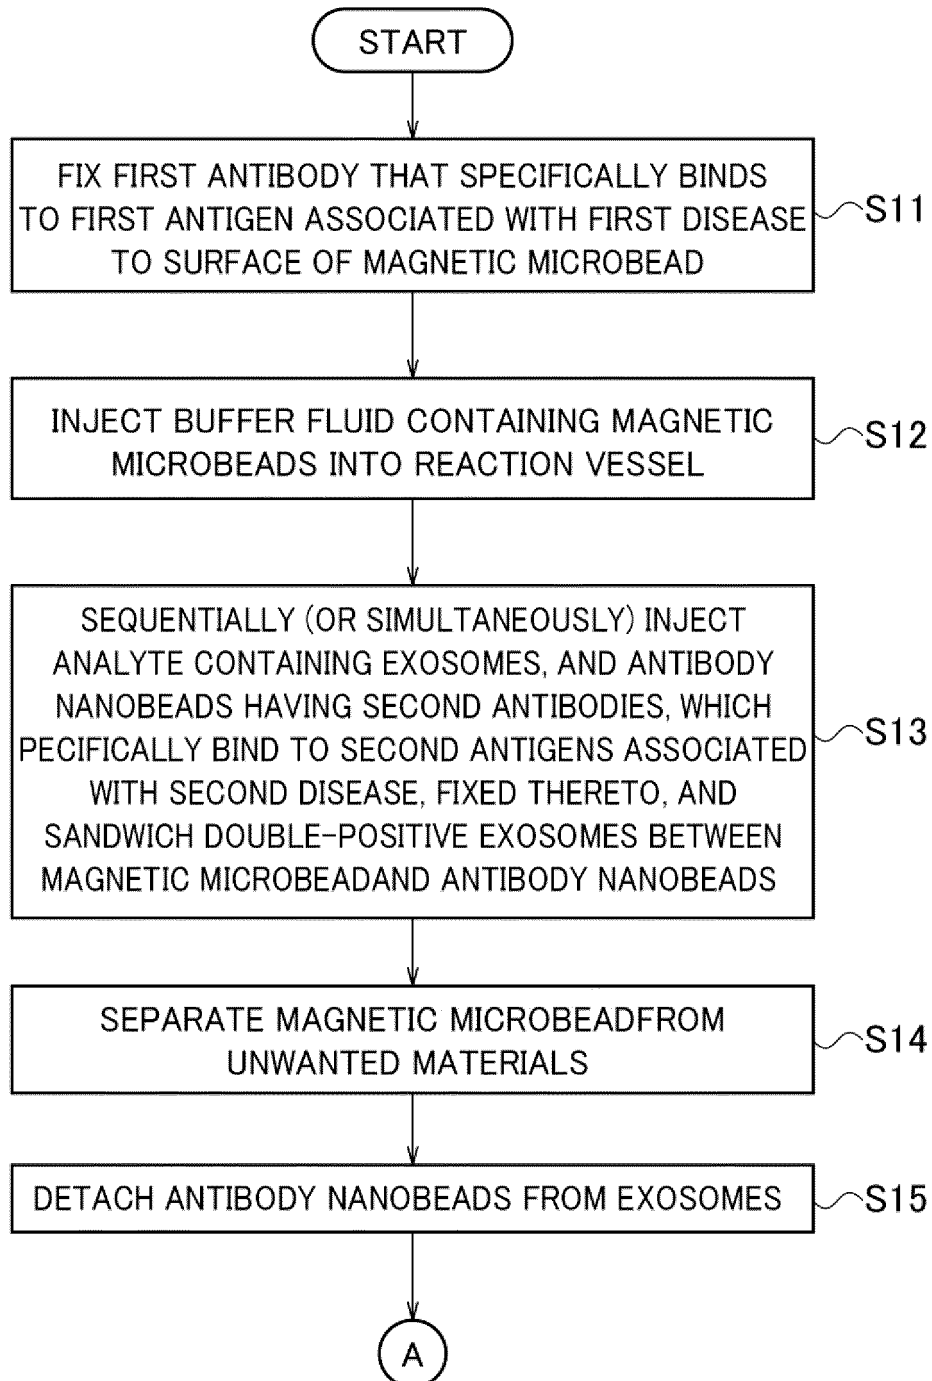 START
FIX FIRST ANTIBODY THAT SPECIFICALLY BINDS
TO FIRST ANTIGEN ASSOCIATED WITH FIRST DISEASE
TO SURFACE OF MAGNETIC MICROBEAD
S11
INJECT BUFFER FLUID CONTAINING MAGNETIC
MICROBEADS INTO REACTION VESSEL
S12
SEQUENTIALLY (OR SIMULTANEOUSLY) INJECT
ANALYTE CONTAINING EXOSOMES, AND ANTIBODY
NANOBEADS HAVING SECOND ANTIBODIES, WHICH
PECIFICALLY BIND TO SECOND ANTIGENS ASSOCIATED
WITH SECOND DISEASE, FIXED THERETO, AND
SANDWICH DOUBLE-POSITIVE EXOSOMES BETWEEN
MAGNETIC MICROBEADAND ANTIBODY NANOBEADS
S13
SEPARATE MAGNETIC MICROBEADFROM
UNWANTED MATERIALS
S14
DETACH ANTIBODY NANOBEADS FROM EXOSOMES
S15
A